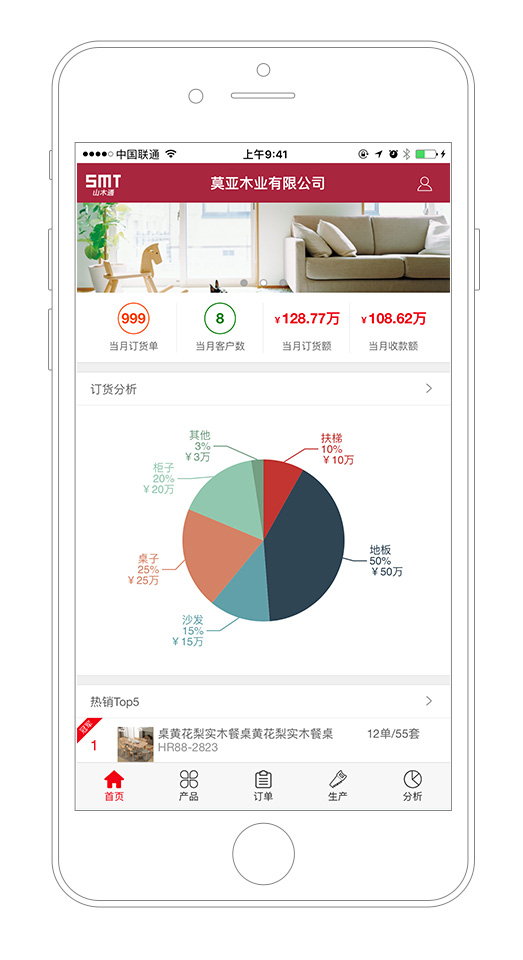 中国联通
上午9:41
SMT
山木通
莫亚木业有限公司
999
8
¥128.77万
¥108.62万
当月订货单
当月客户数
当月订货额
当月收款额
订货分析
其他
3%
¥3万
扶梯
10%
¥10万
柜子
20%
¥20万
地板
50%
¥50万
桌子
25%
¥25万
沙发
15%
¥15万
热销Top5
冠军
1
桌黄花梨实木餐桌黄花梨实木餐桌
12单/55套
HR88-2823
首页
产品
订单
生产
分析